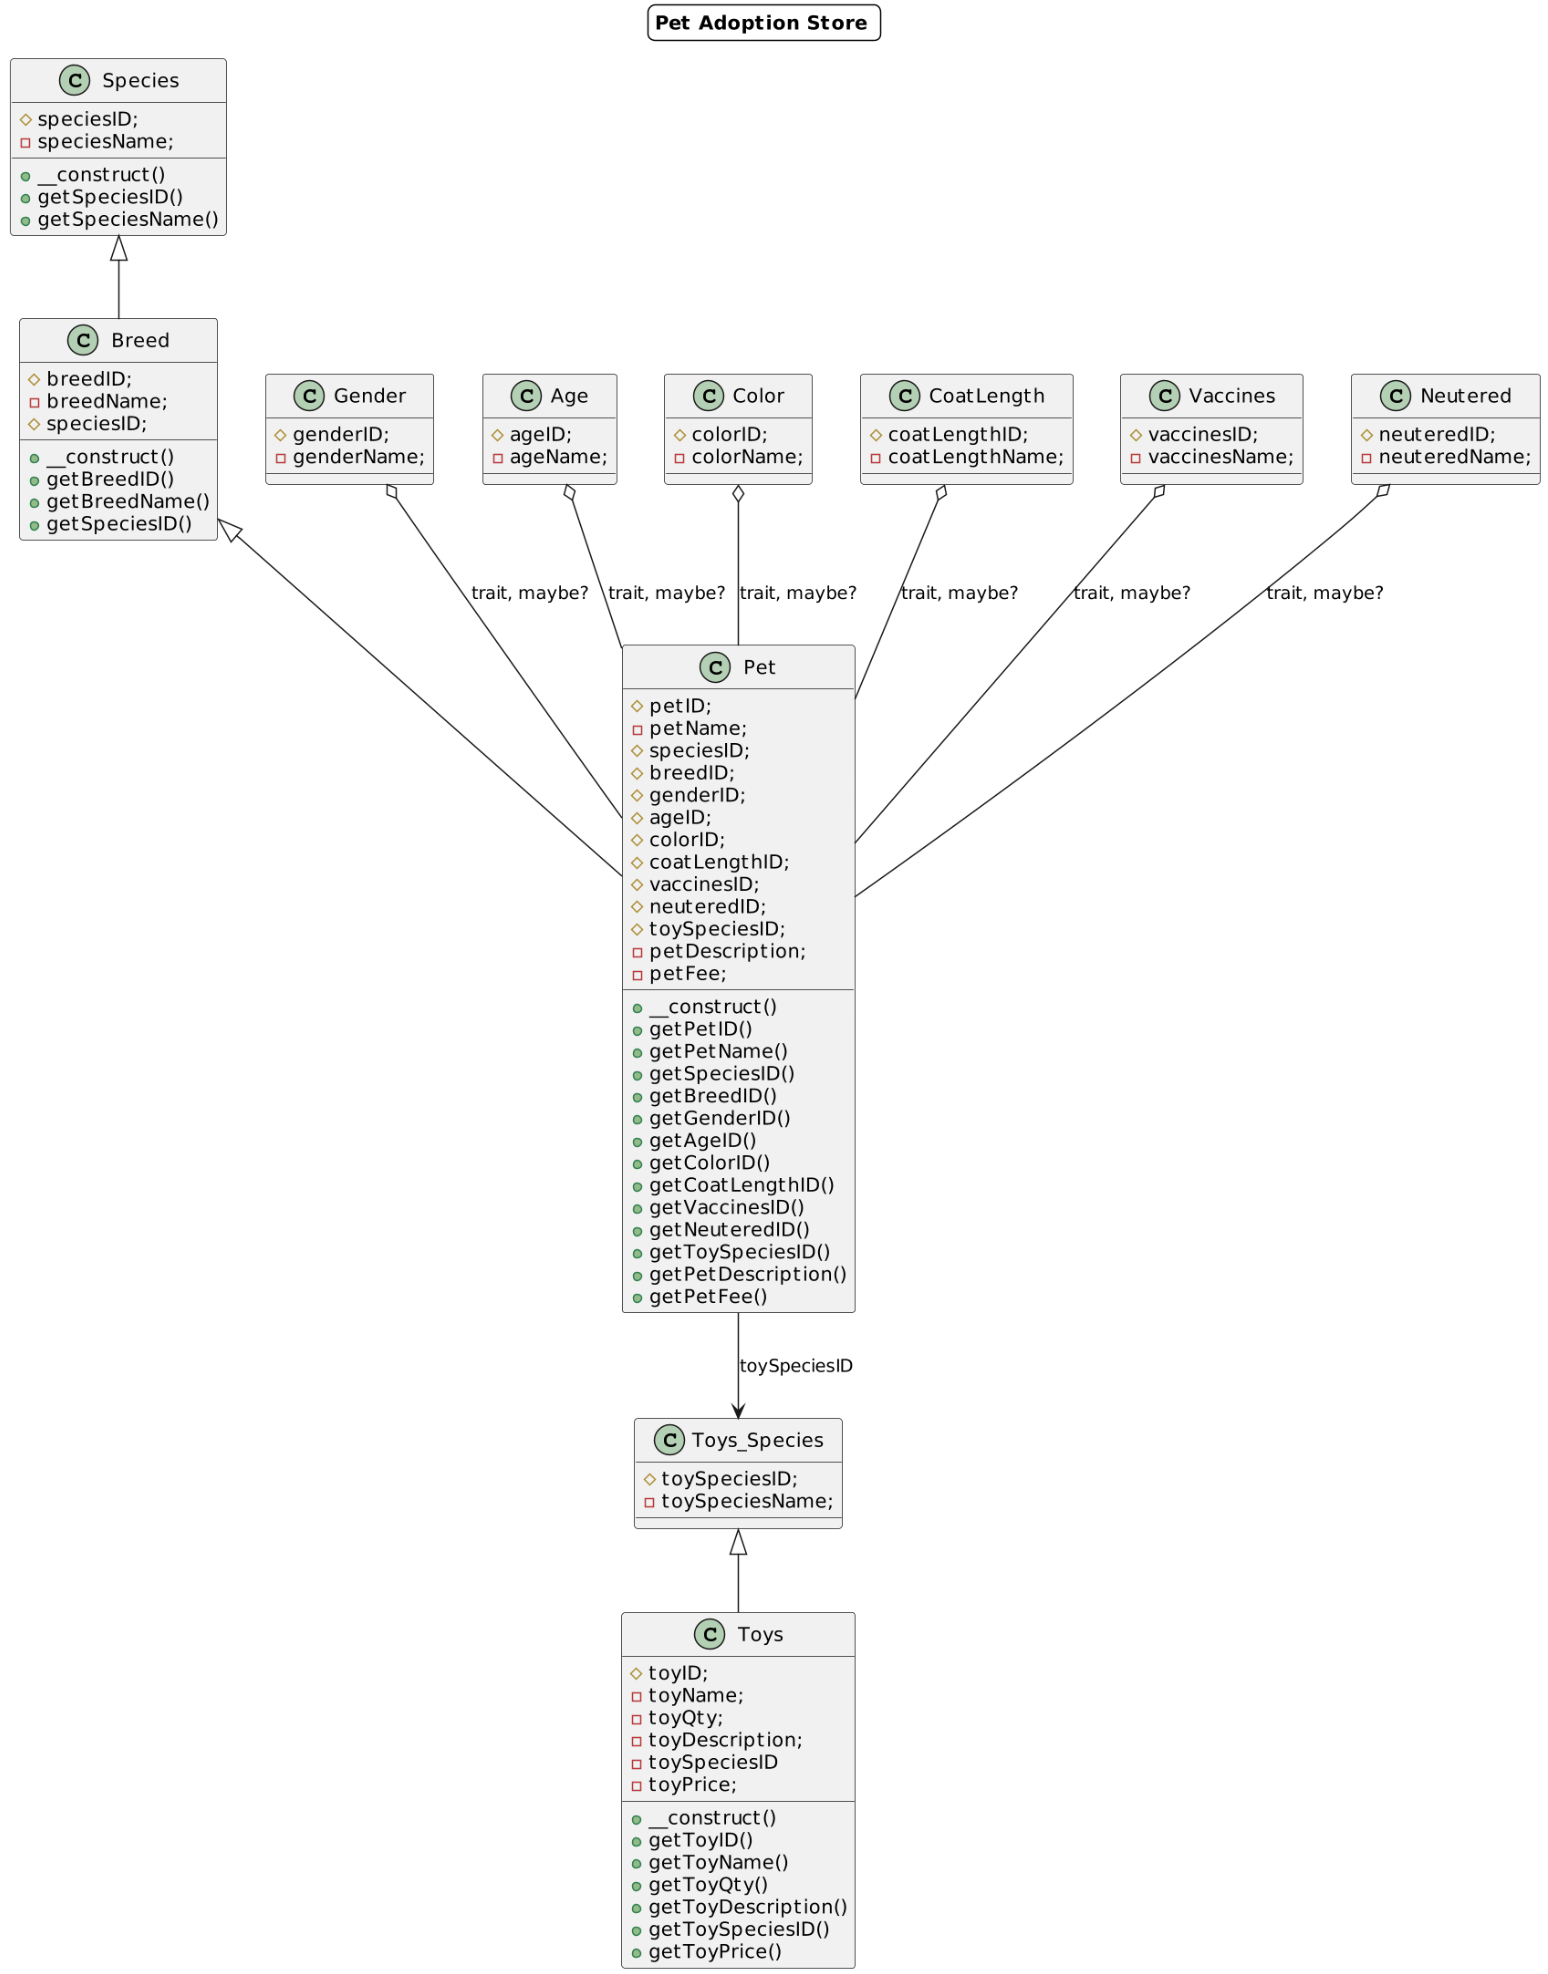 Pet Adoption Store
C Species
speciesID;
speciesName;
__construct()
getSpeciesID()
getSpeciesName()
C Breed
breedID;
breedName;
speciesID;
__construct()
getBreedID()
getBreedName()
getSpeciesID()
C Gender
genderID;
genderName;
C Age
ageID;
ageName;
C Color
colorID;
colorName;
C CoatLength
coatLengthID;
coatLengthName;
C Vaccines
vaccinesID;
vaccinesName;
C Neutered
neuteredID;
neuteredName;
trait, maybe?
trait, maybe?
trait, maybe?
trait, maybe?
trait, maybe?
trait, maybe?
C Pet
petID;
petName;
speciesID;
breedID;
genderID;
ageID;
colorID;
coatLengthID;
vaccinesID;
neuteredID;
toySpeciesID;
petDescription;
petFee;
__construct()
getPetID()
getPetName()
getSpeciesID()
getBreedID()
getGenderID()
getAgeID()
getColorID()
getCoatLengthID()
getVaccinesID()
getNeuteredID()
getToySpeciesID()
getPetDescription()
getPetFee()
toySpeciesID
C Toys_Species
toySpeciesID;
toySpeciesName;
C Toys
toyID;
toyName;
toyQty;
toyDescription;
toySpeciesID
toyPrice;
__construct()
getToyID()
getToyName()
getToyQty()
getToyDescription()
getToySpeciesID()
getToyPrice()